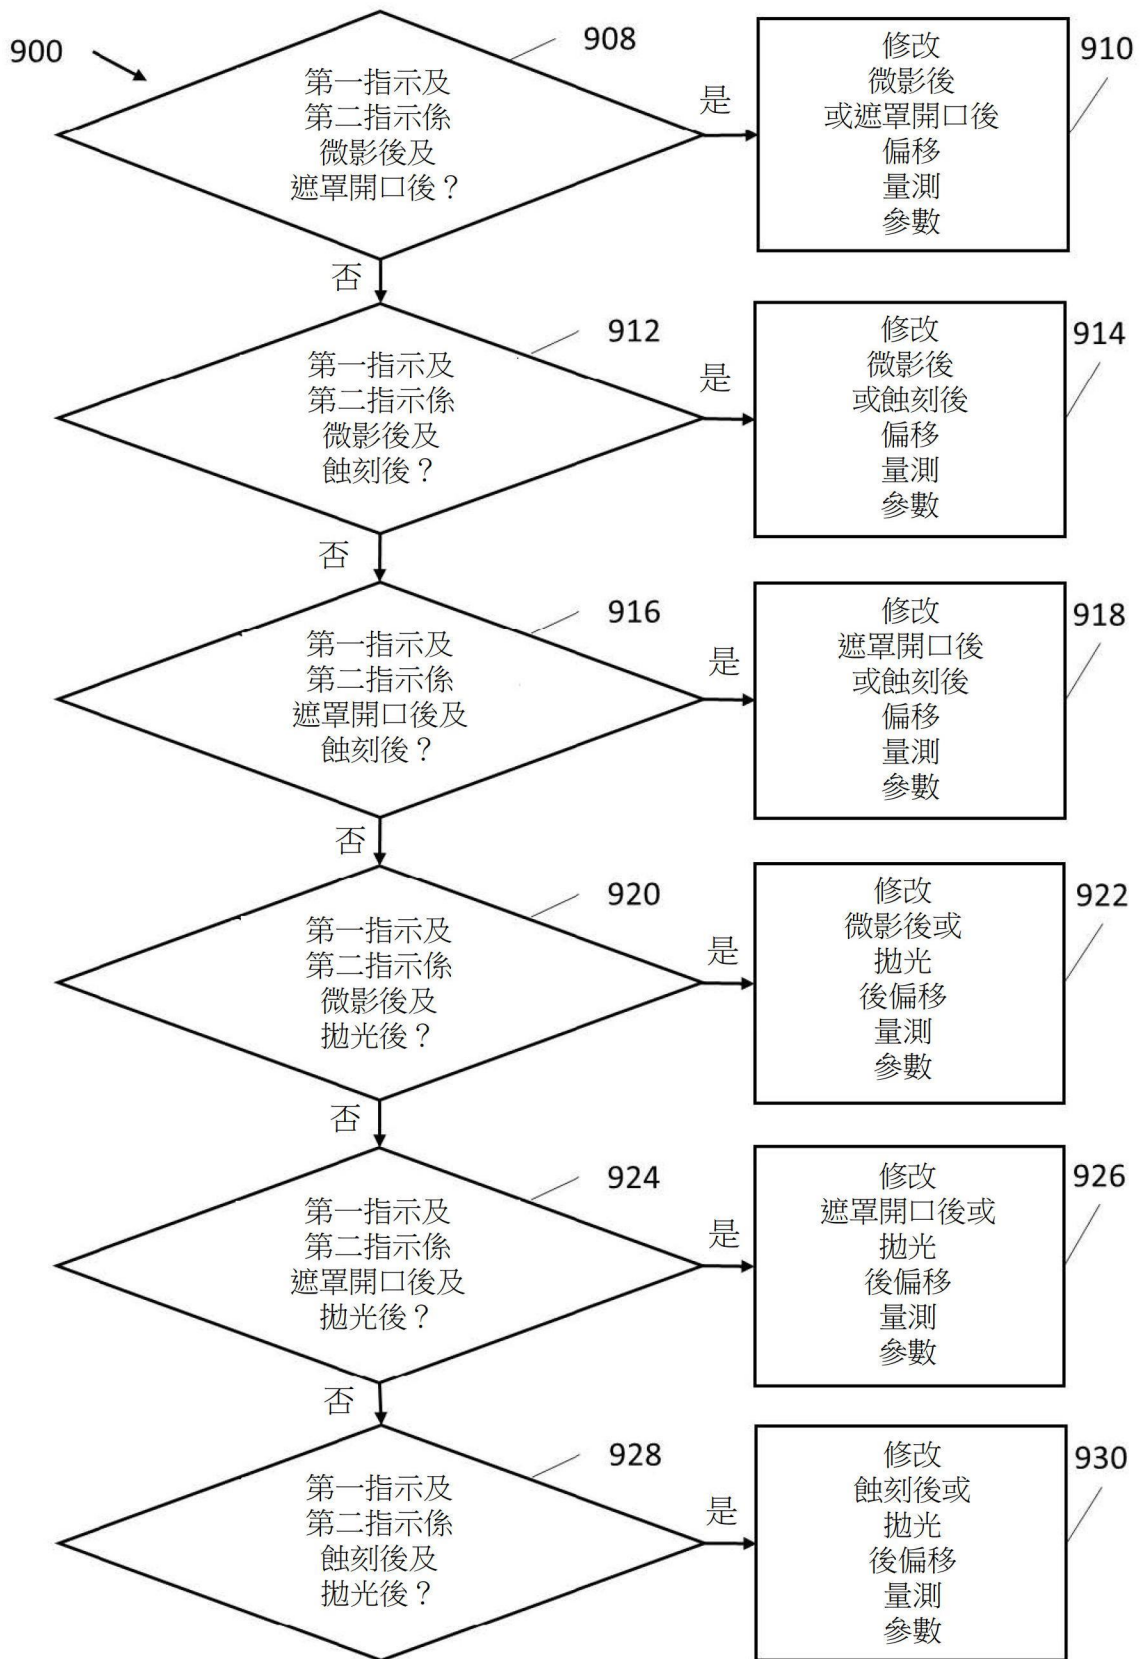 900
908
第一指示及
第二指示係
微影後及
遮罩開口後？
是
修改
微影後
或遮罩開口後
偏移
量測
參數
910
否
912
第一指示及
第二指示係
微影後及
蝕刻後？
是
修改
微影後
或蝕刻後
偏移
量測
參數
914
否
916
第一指示及
第二指示係
遮罩開口後及
蝕刻後？
是
修改
遮罩開口後
或蝕刻後
偏移
量測
參數
918
否
920
第一指示及
第二指示係
微影後及
拋光後？
是
修改
微影後或
拋光
後偏移
量測
參數
922
否
924
第一指示及
第二指示係
遮罩開口後及
拋光後？
是
修改
遮罩開口後或
拋光
後偏移
量測
參數
926
否
928
第一指示及
第二指示係
蝕刻後及
拋光後？
是
修改
蝕刻後或
拋光
後偏移
量測
參數
930